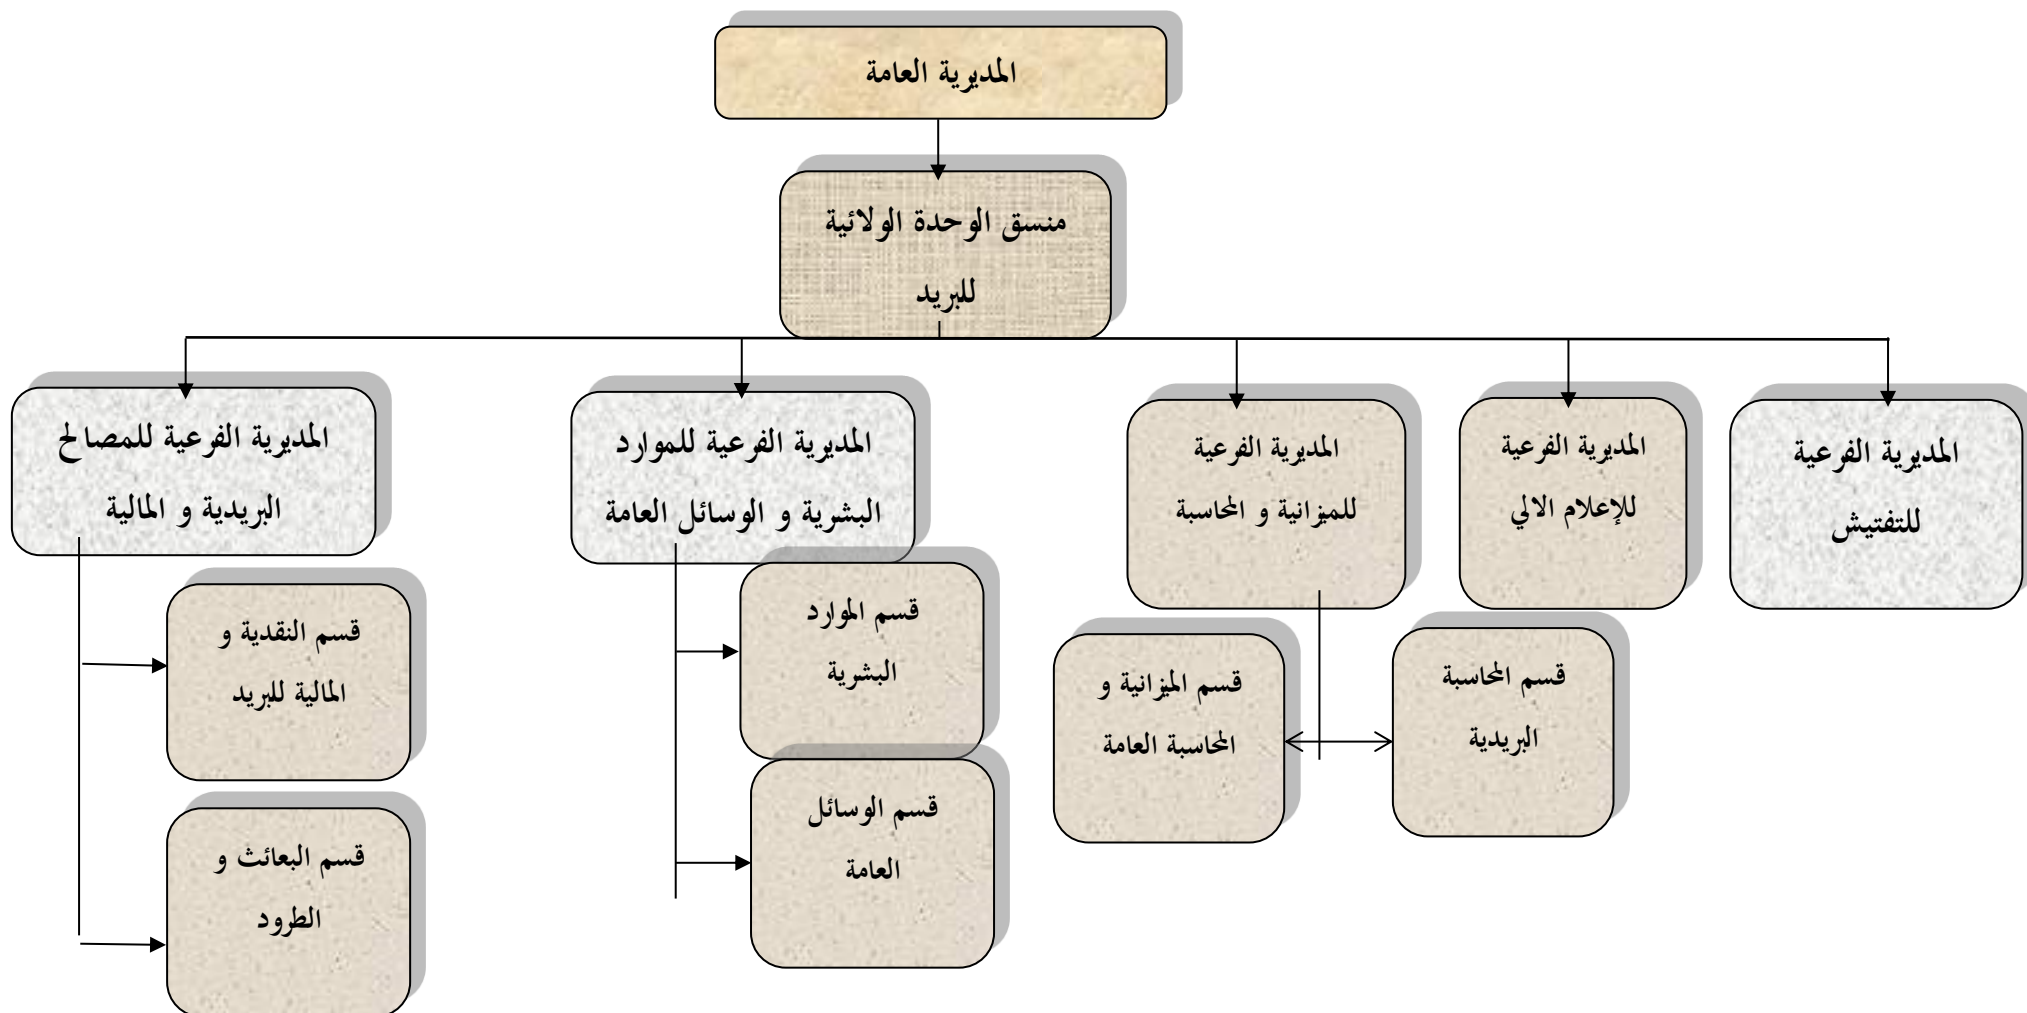 المديرية العامة
منسق الوحدة الولائية
للبريد
المديرية الفرعية
للتفتيش
المديرية الفرعية
للإعلام الالي
المديرية الفرعية
للميزانية و المحاسبة
المديرية الفرعية للموارد
البشرية و الوسائل العامة
المديرية الفرعية للمصالح
البريدية و المالية
قسم المحاسبة
البريدية
قسم الميزانية و
المحاسبة العامة
قسم الموارد
البشرية
قسم الوسائل
العامة
قسم النقدية و
المالية للبريد
قسم البعائث و
الطرود